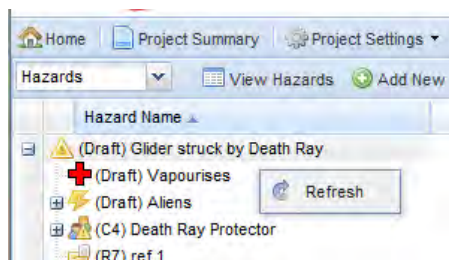 Home Project Summary Project Settings
Hazards View Hazards Add New
Hazard Name
(Draft) Glider struck by Death Ray
(Draft) Vapourises
Refresh
(Draft) Aliens
(C4) Death Ray Protector
(R7) ref 1